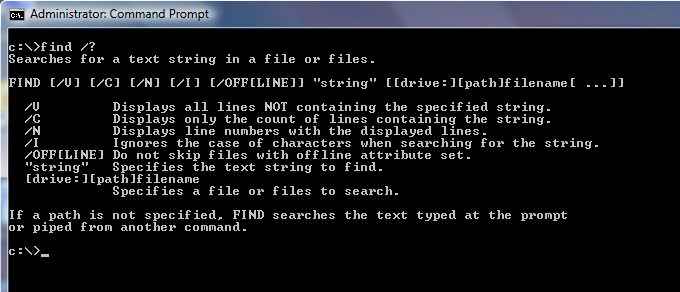 Administrator: Command Prompt
c:\>find /?
Searches for a text string in a file or files.
FIND [/V] [/C] [/N] [/I] [/OFF[LINE]] "string" [[drive:][path]filename[ ...]]
/V Displays all lines NOT containing the specified string.
/C Displays only the count of lines containing the string.
/N Displays line numbers with the displayed lines.
/I Ignores the case of characters when searching for the string.
/OFF[LINE] Do not skip files with offline attribute set.
"string" Specifies the text string to find.
[drive:][path]filename
Specifies a file or files to search.
If a path is not specified, FIND searches the text typed at the prompt
or piped from another command.
c:\>_